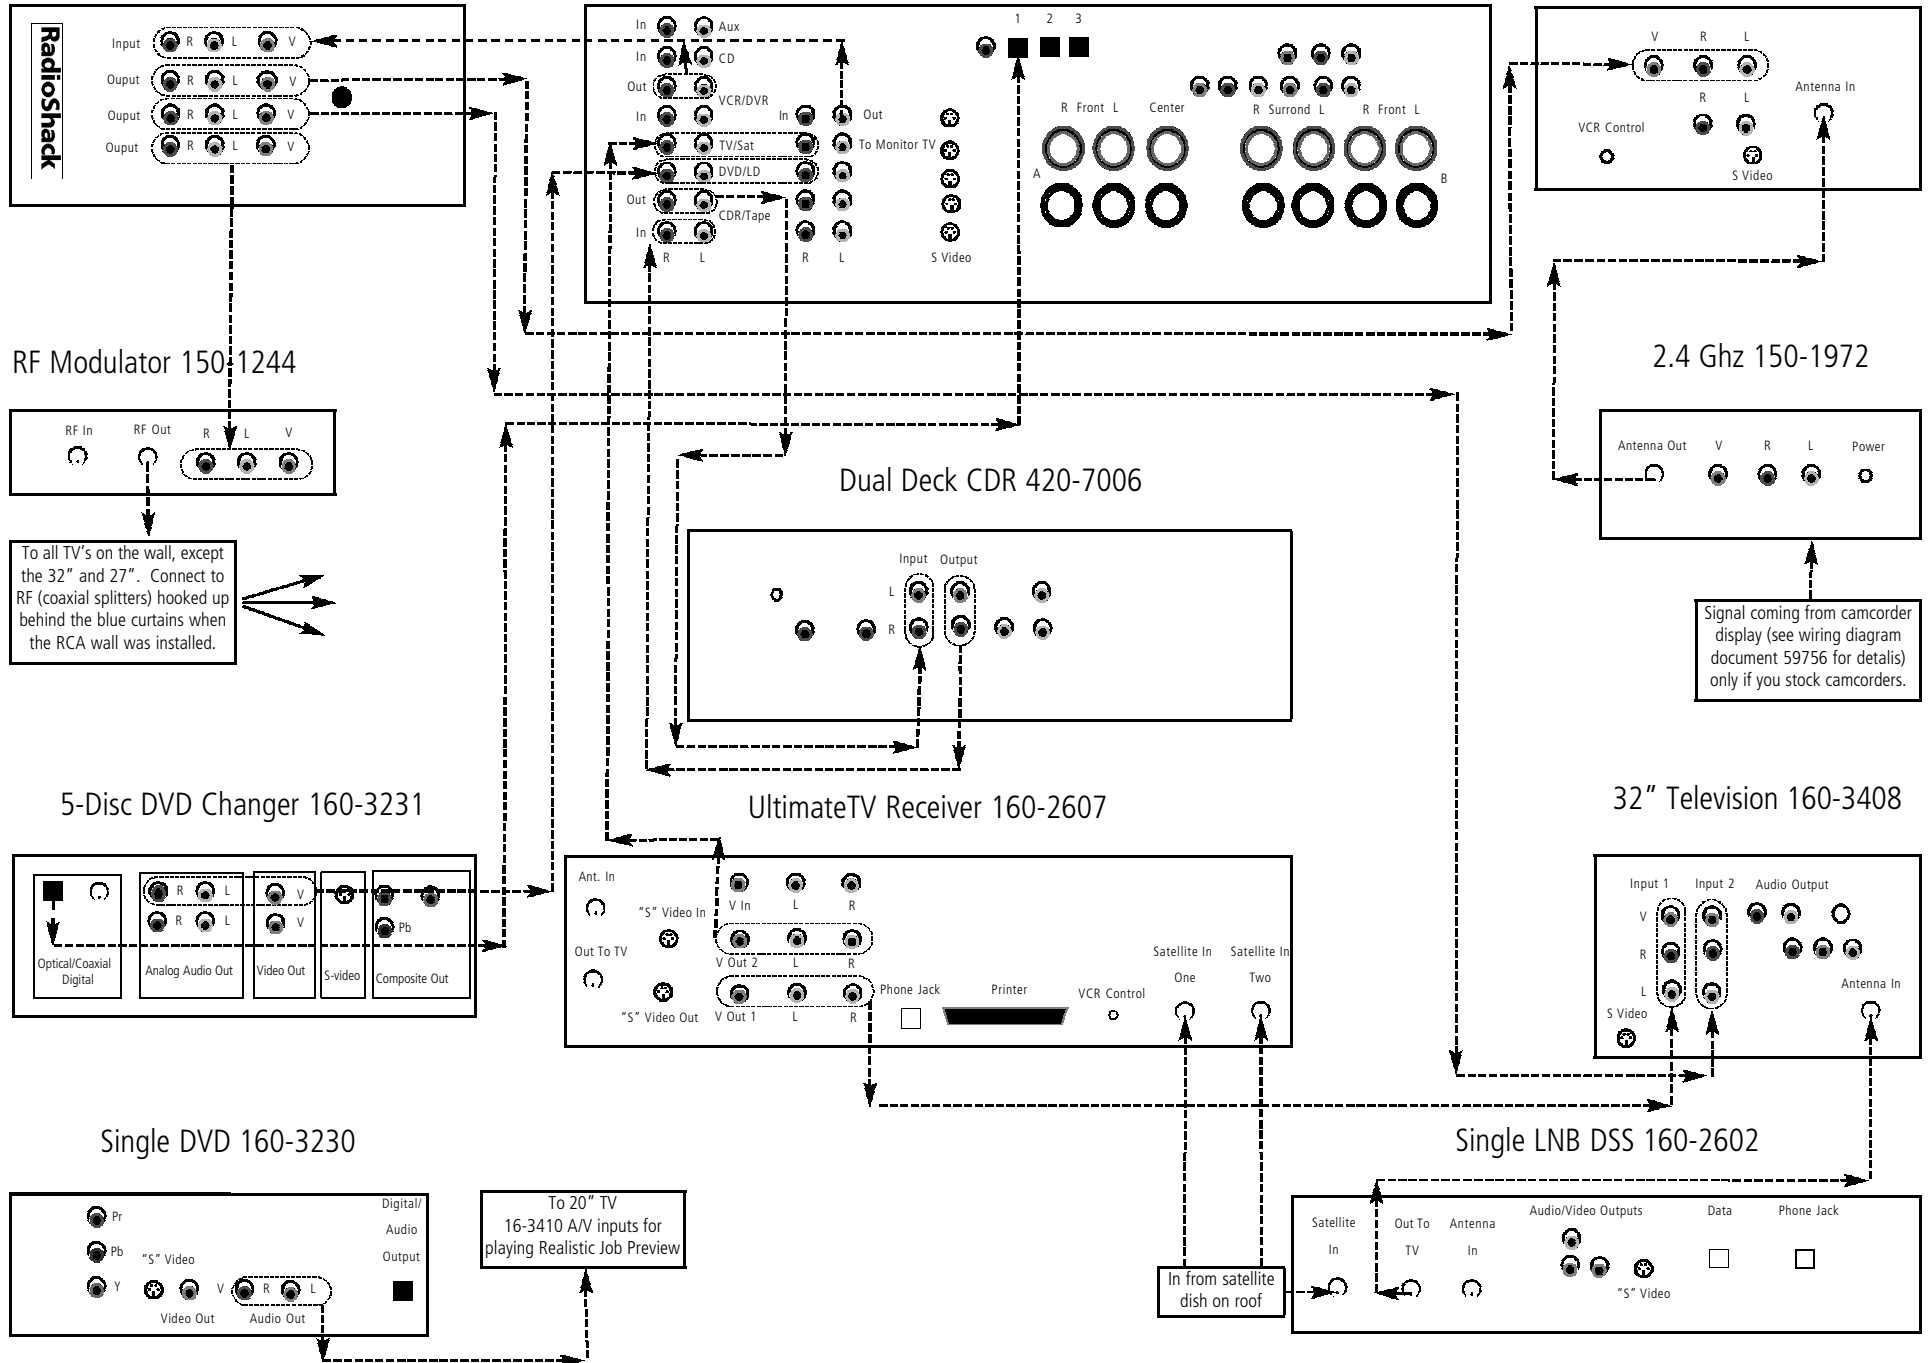 RadioShack
Input R L V
Ouput R L V
Ouput R L V
Ouput R L V
In Aux
In CD
Out
VCR/DVR
In
In Out
TV/Sat
To Monitor TV
DVD/LD
Out
CDR/Tape
In
R L
R L
S Video
1 2 3
R Front L
Center
R Surrond L
R Front L
A
B
V R L
R L
Antenna In
VCR Control
S Video
RF Modulator 150-1244
RF In
RF Out
R L V
To all TV's on the wall, except
the 32" and 27". Connect to
RF (coaxial splitters) hooked up
behind the blue curtains when
the RCA wall was installed.
2.4 Ghz 150-1972
Antenna Out
V R L
Power
Signal coming from camcorder
display (see wiring diagram
document 59756 for detalis)
only if you stock camcorders.
Dual Deck CDR 420-7006
Input Output
L
R
5-Disc DVD Changer 160-3231
R L V
R L V
Pb
Optical/Coaxial
Digital
Analog Audio Out
Video Out
S-video
Composite Out
UltimateTV Receiver 160-2607
Ant. In
"S" Video In
V In L R
Out To TV
V Out 2 L R
"S" Video Out
V Out 1 L R
Phone Jack
Printer
VCR Control
Satellite In
One
Satellite In
Two
32" Television 160-3408
Input 1
Input 2
Audio Output
V
R
L
S Video
Antenna In
Single DVD 160-3230
Pr
Pb
Y
"S" Video
V R L
Video Out
Audio Out
Digital/
Audio
Output
To 20" TV
16-3410 A/V inputs for
playing Realistic Job Preview
Single LNB DSS 160-2602
In from satellite
dish on roof
Satellite
In
Out To
TV
Antenna
In
Audio/Video Outputs
"S" Video
Data
Phone Jack